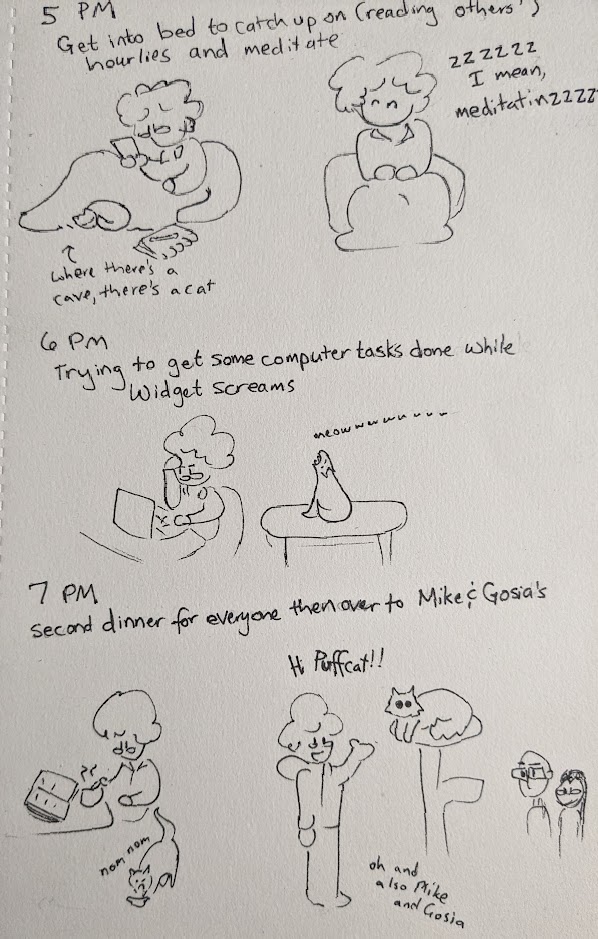 5 PM
Get into bed to catch up on (reading others')
hourlies and meditate
zzzzzz
I mean,
meditatinzzzz
where there's a
cave, there's a cat
6 PM
Trying to get some computer tasks done while
Widget screams
meowwwwwwww
7 PM
second dinner for everyone then over to Mike & Gosia's
Hi Puffcat!!
nom nom
oh and
also Mike
and Gosia